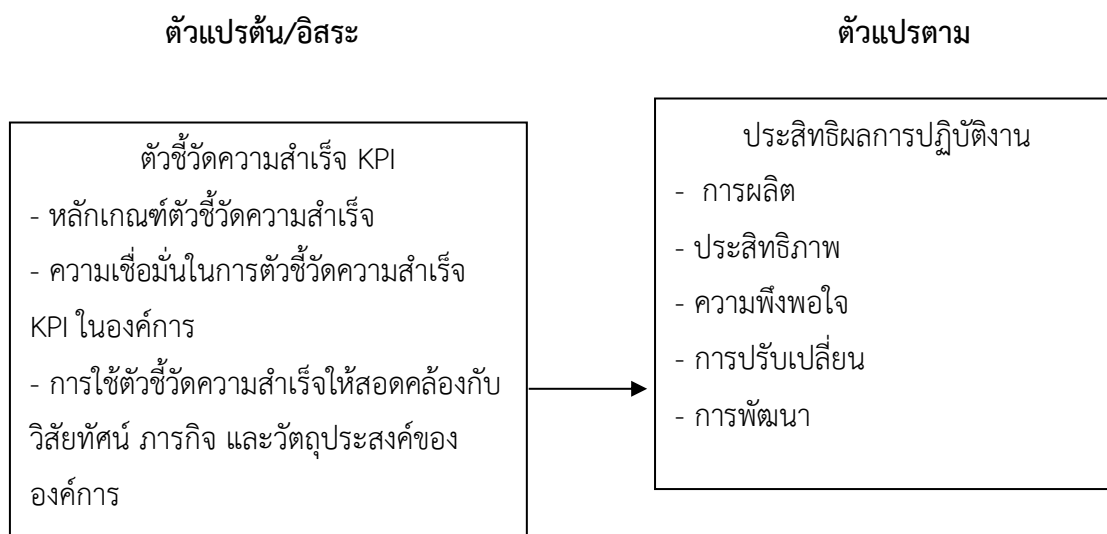 ตัวแปรต้น/อิสระ
ตัวชี้วัดความสำเร็จ KPI
- หลักเกณฑ์ตัวชี้วัดความสำเร็จ
- ความเชื่อมั่นในการตัวชี้วัดความสำเร็จ
KPI ในองค์การ
- การใช้ตัวชี้วัดความสำเร็จให้สอดคล้องกับ
วิสัยทัศน์ ภารกิจ และวัตถุประสงค์ของ
องค์การ
ตัวแปรตาม
ประสิทธิผลการปฏิบัติงาน
- การผลิต
- ประสิทธิภาพ
- ความพึงพอใจ
- การปรับเปลี่ยน
- การพัฒนา